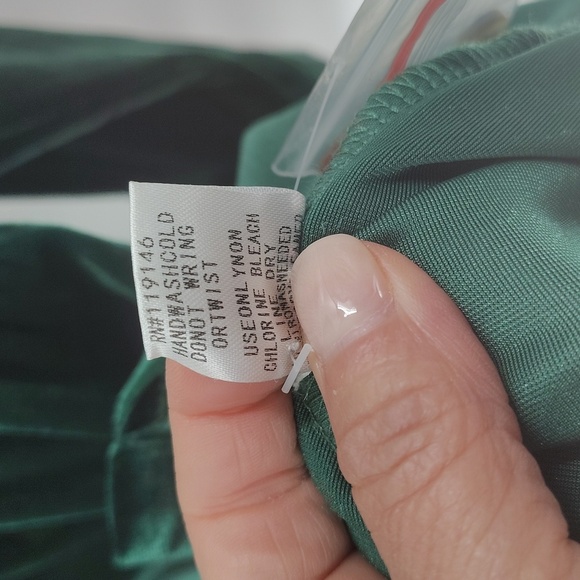 RN#119146
HANDWASHCOLD
DONOT WRING
ORTWIST
USEONLYNON
CHLORINE BLEACH
LINE DRY